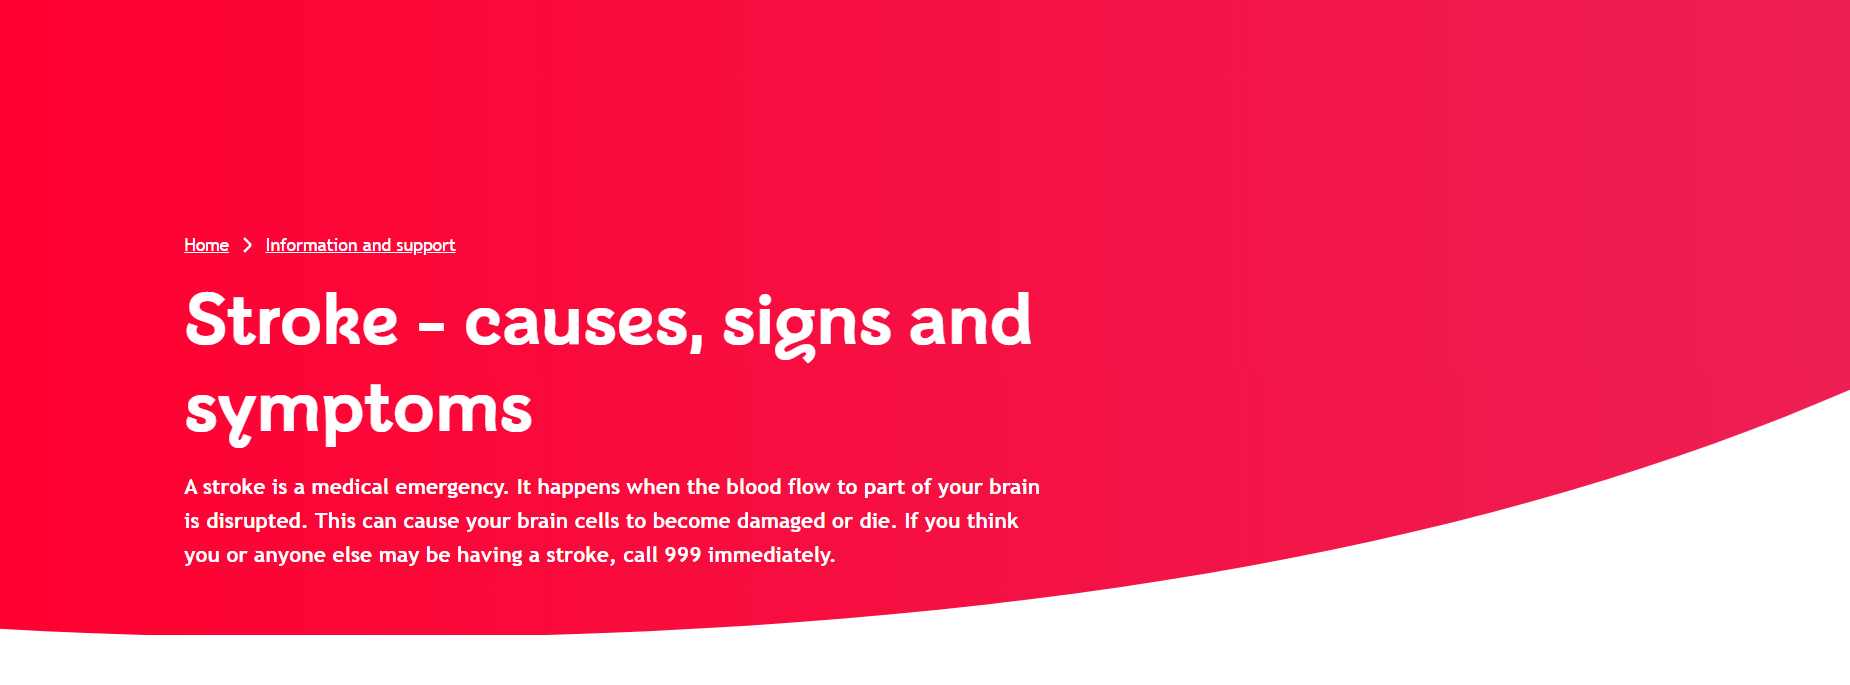 Home > Information and support
Stroke - causes, signs and
symptoms
A stroke is a medical emergency. It happens when the blood flow to part of your brain
is disrupted. This can cause your brain cells to become damaged or die. If you think
you or anyone else may be having a stroke, call 999 immediately.